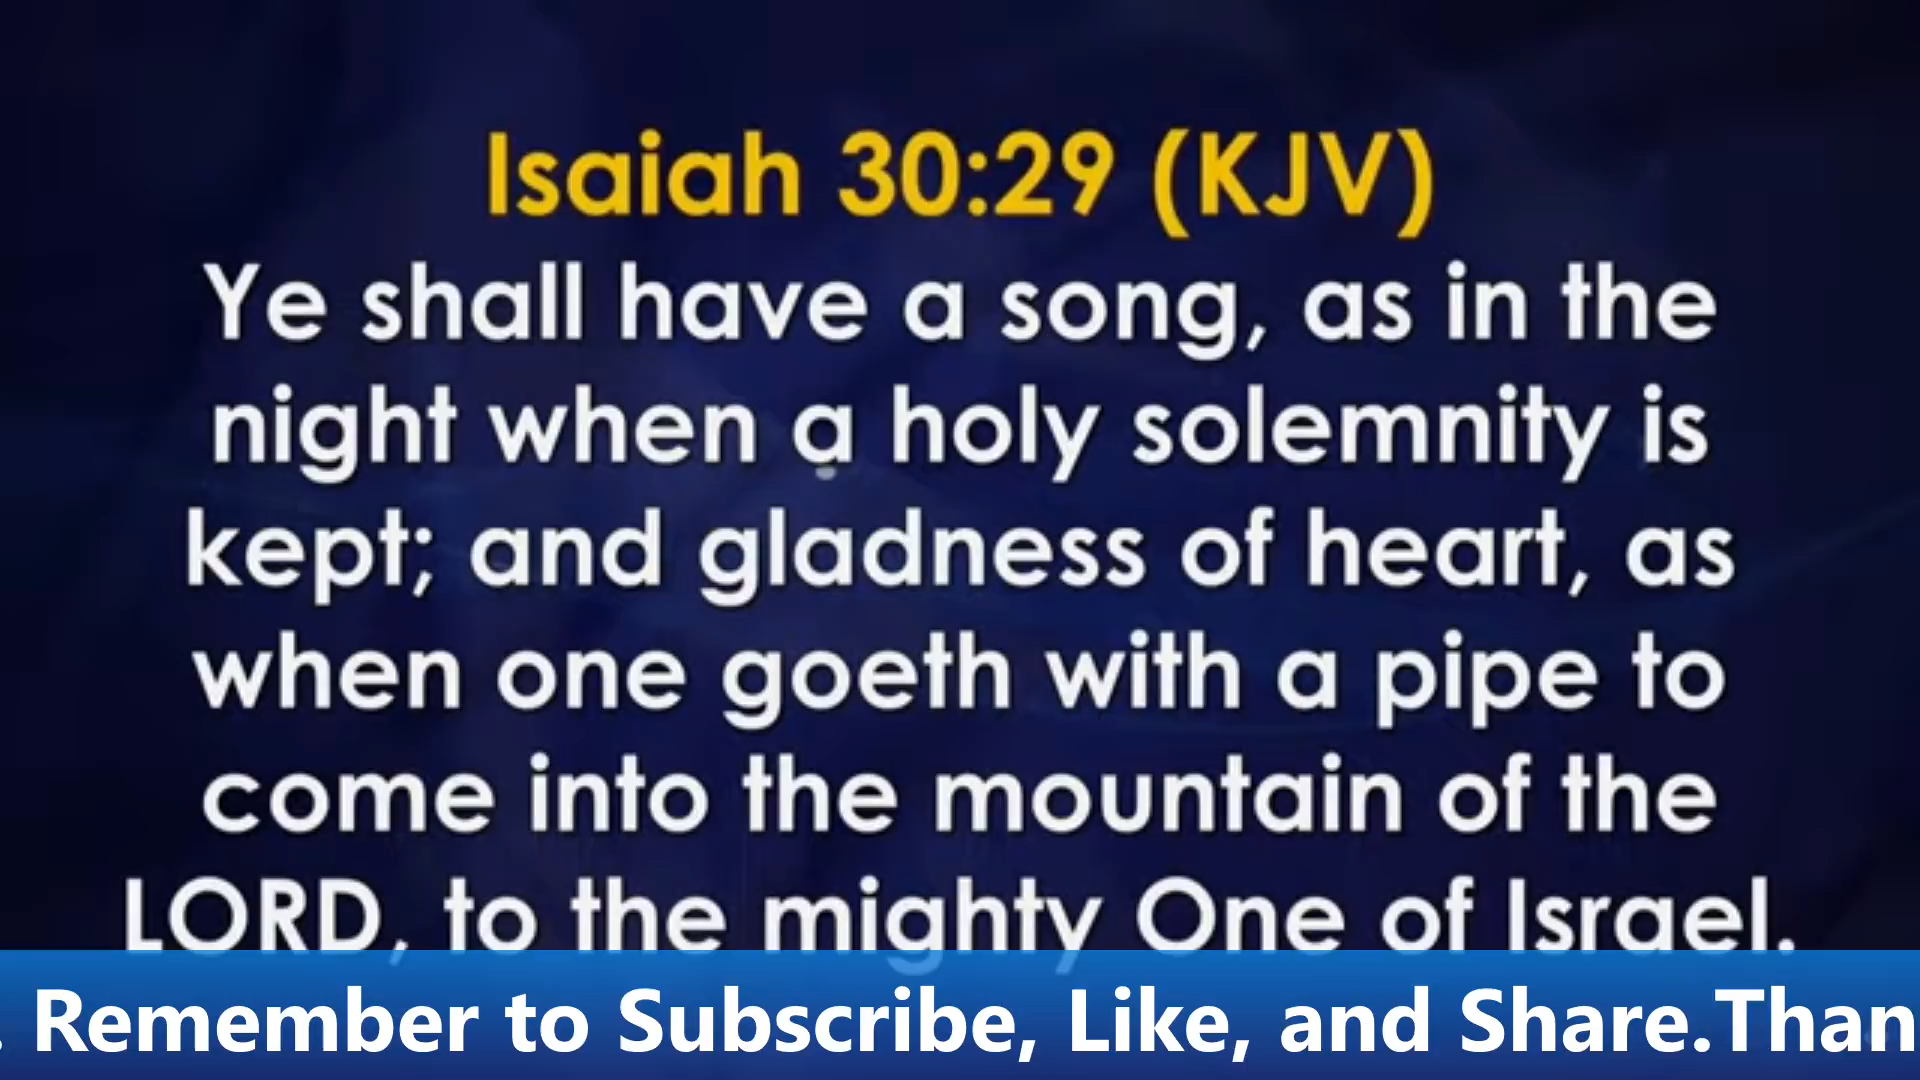 Isaiah 30:29 (KJV)
Ye shall have a song, as in the
night when a holy solemnity is
kept; and gladness of heart, as
when one goeth with a pipe to
come into the mountain of the
LORD, to the mighty One of Israel.
. Remember to Subscribe, Like, and Share.Than